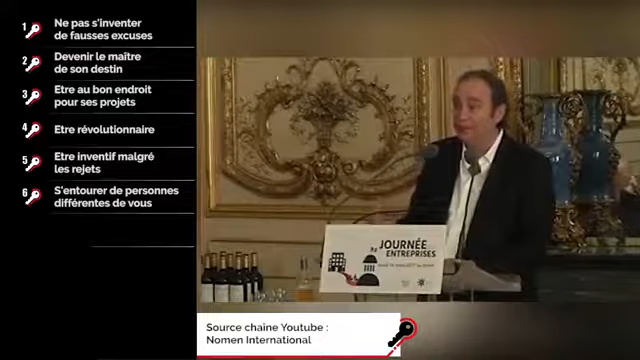 1 Ne pas s'inventer
de fausses excuses
2 Devenir le maître
de son destin
3 Etre au bon endroit
pour ses projets
4 Etre révolutionnaire
5 Etre inventif malgré
les rejets
6 S'entourer de personnes
différentes de vous
JOURNÉE
ENTREPRISES
Source chaîne Youtube :
Nomen International